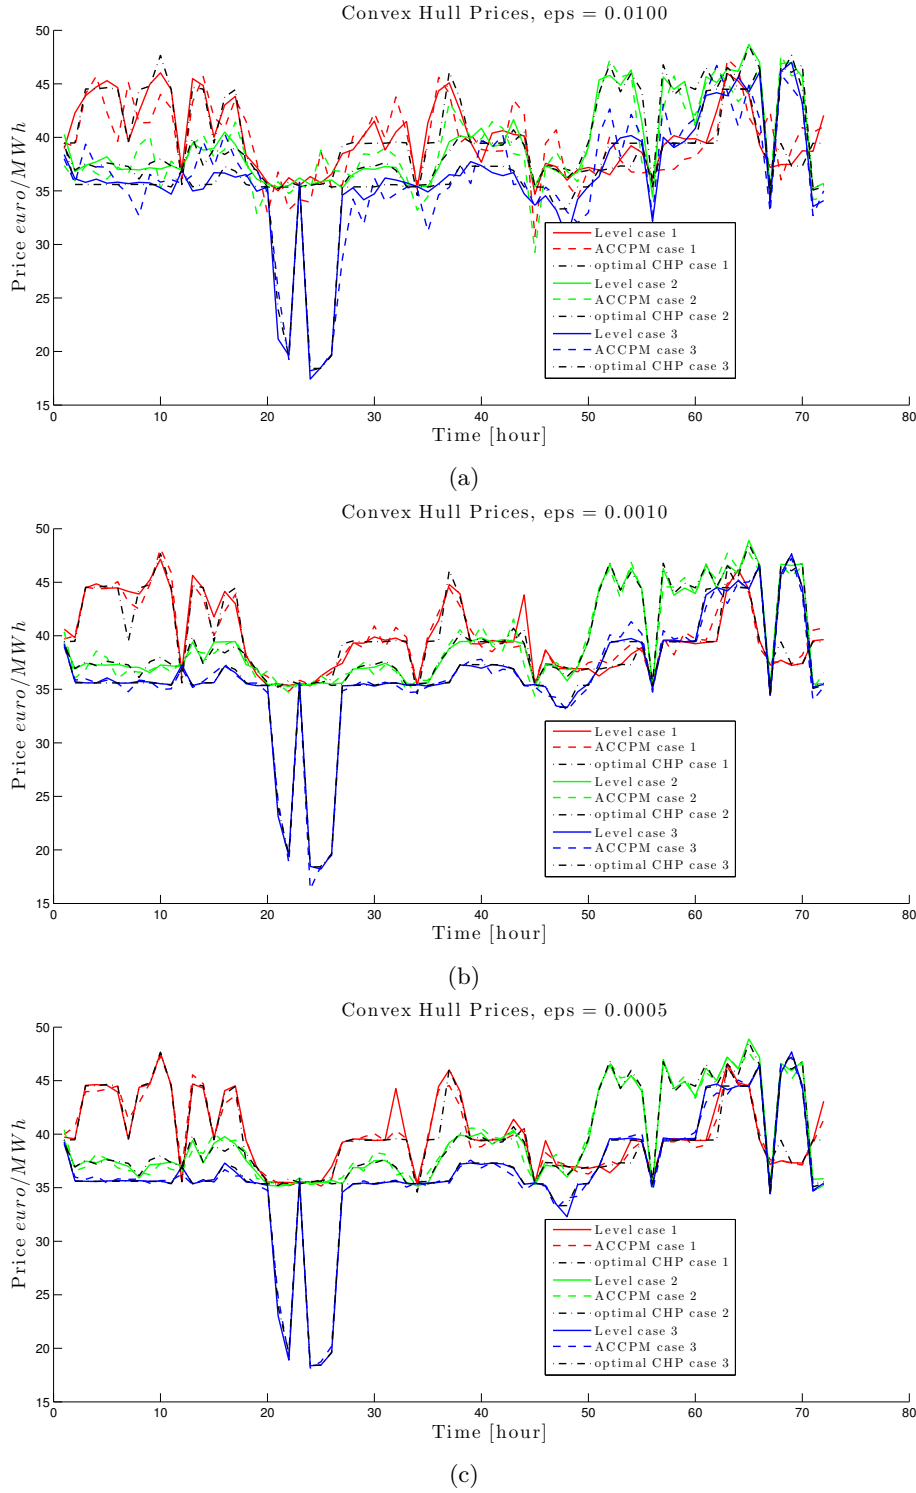 Convex Hull Prices, eps = 0.0100
Price euro/MWh
50
45
40
35
30
25
20
15
0 10 20 30 40 50 60 70 80
Time [hour]
Level case 1
ACCPM case 1
optimal CHP case 1
Level case 2
ACCPM case 2
optimal CHP case 2
Level case 3
ACCPM case 3
optimal CHP case 3
(a)
Convex Hull Prices, eps = 0.0010
Price euro/MWh
50
45
40
35
30
25
20
15
0 10 20 30 40 50 60 70 80
Time [hour]
Level case 1
ACCPM case 1
optimal CHP case 1
Level case 2
ACCPM case 2
optimal CHP case 2
Level case 3
ACCPM case 3
optimal CHP case 3
(b)
Convex Hull Prices, eps = 0.0005
Price euro/MWh
50
45
40
35
30
25
20
15
0 10 20 30 40 50 60 70 80
Time [hour]
Level case 1
ACCPM case 1
optimal CHP case 1
Level case 2
ACCPM case 2
optimal CHP case 2
Level case 3
ACCPM case 3
optimal CHP case 3
(c)